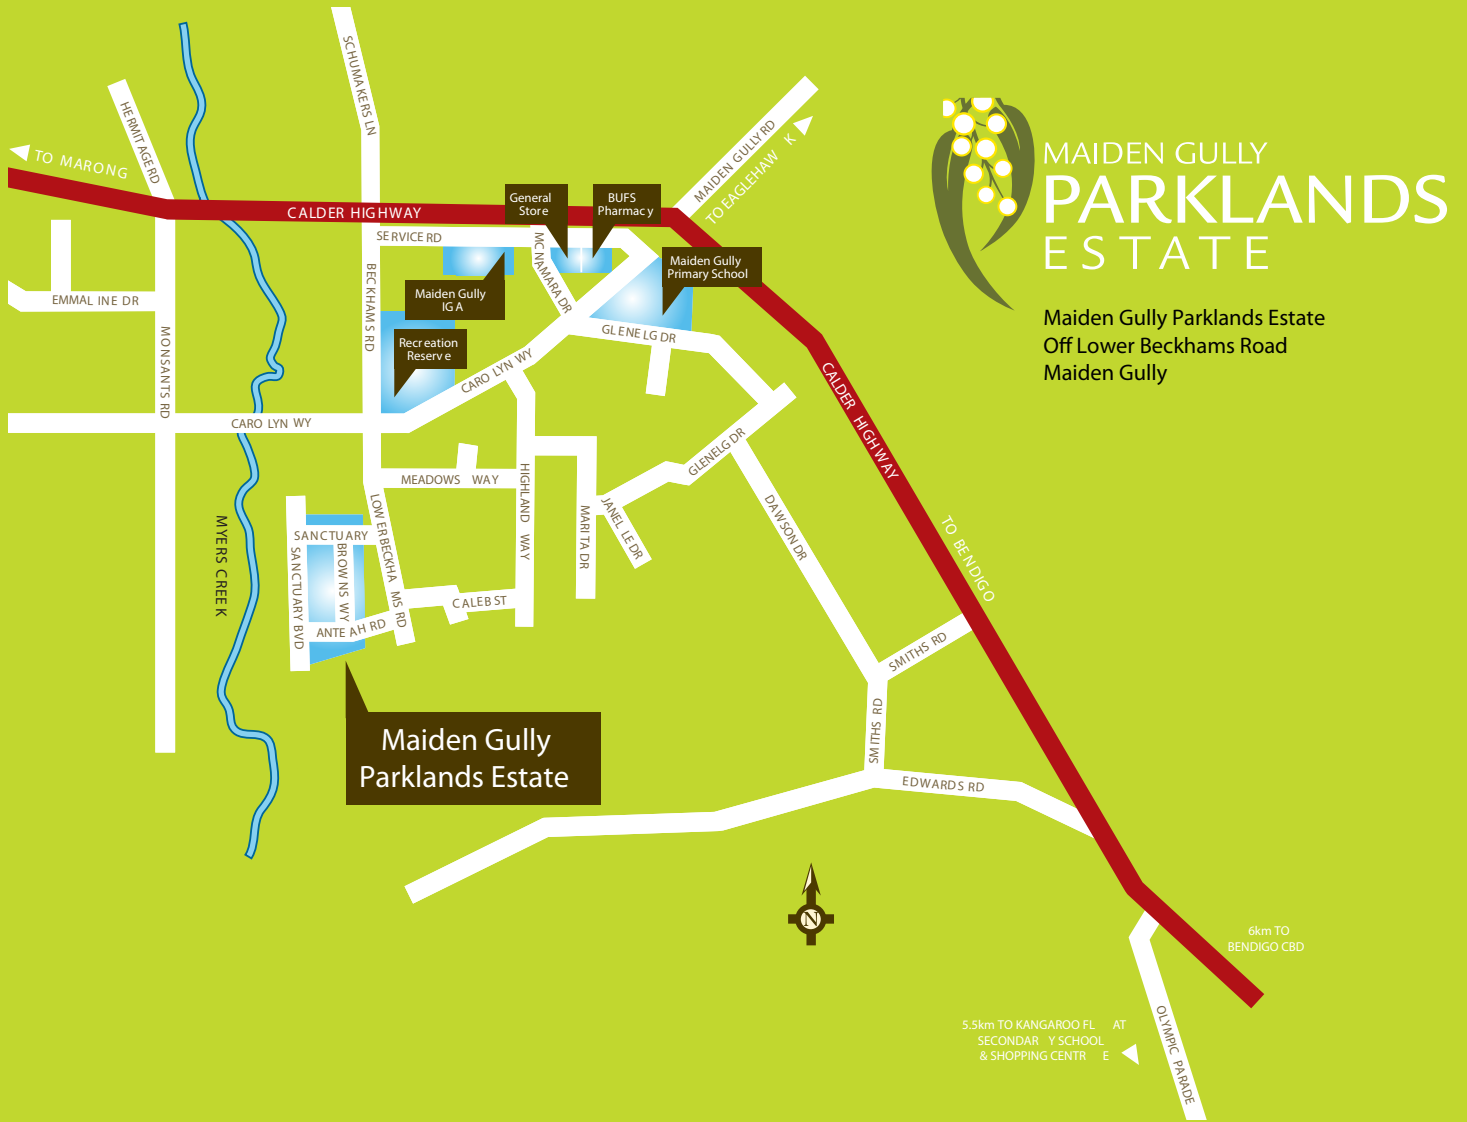 SCHUMAKERS LN
HERMITAGE RD
TO MARONG
MAIDEN GULLY RD
TO EAGLEHAWK
CALDER HIGHWAY
General
Store
BUFS
Pharmacy
SERVICE RD
MCNAMARA DR
Maiden Gully
Primary School
Maiden Gully
IGA
EMMALINE DR
BECKHAMS RD
MONSANTS RD
Recreation
Reserve
GLENELG DR
CAROLYN WY
CAROLYN WY
CALDER HIGHWAY
GLENELG DR
MEADOWS WAY
HIGHLAND WAY
MARITA DR
JANELLE DR
DAWSON DR
TO BENDIGO
MYERS CREEK
SANCTUARY
SANCTUARY BVD
BROWNS WY
LOWER BECKHAMS RD
ANTEAH RD
CALEB ST
SMITHS RD
SMITHS RD
EDWARDS RD
Maiden Gully
Parklands Estate
N
6km TO
BENDIGO CBD
5.5km TO KANGAROO FLAT
SECONDARY SCHOOL
& SHOPPING CENTRE
OLYMPIC PARADE
MAIDEN GULLY
PARKLANDS
ESTATE
Maiden Gully Parklands Estate
Off Lower Beckhams Road
Maiden Gully